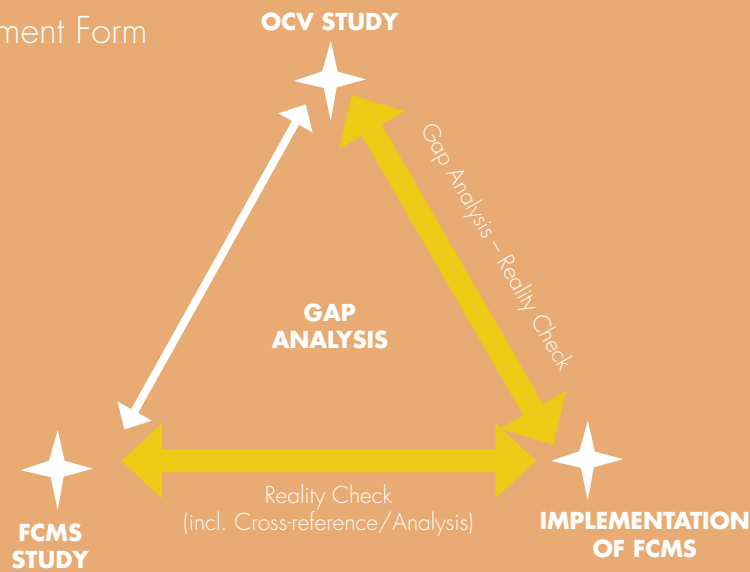 OCV STUDY
Form
Gap Analysis – Reality Check
GAP
ANALYSIS
Reality Check
(incl. Cross-reference/Analysis)
FCMS
STUDY
IMPLEMENTATION
OF FCMS